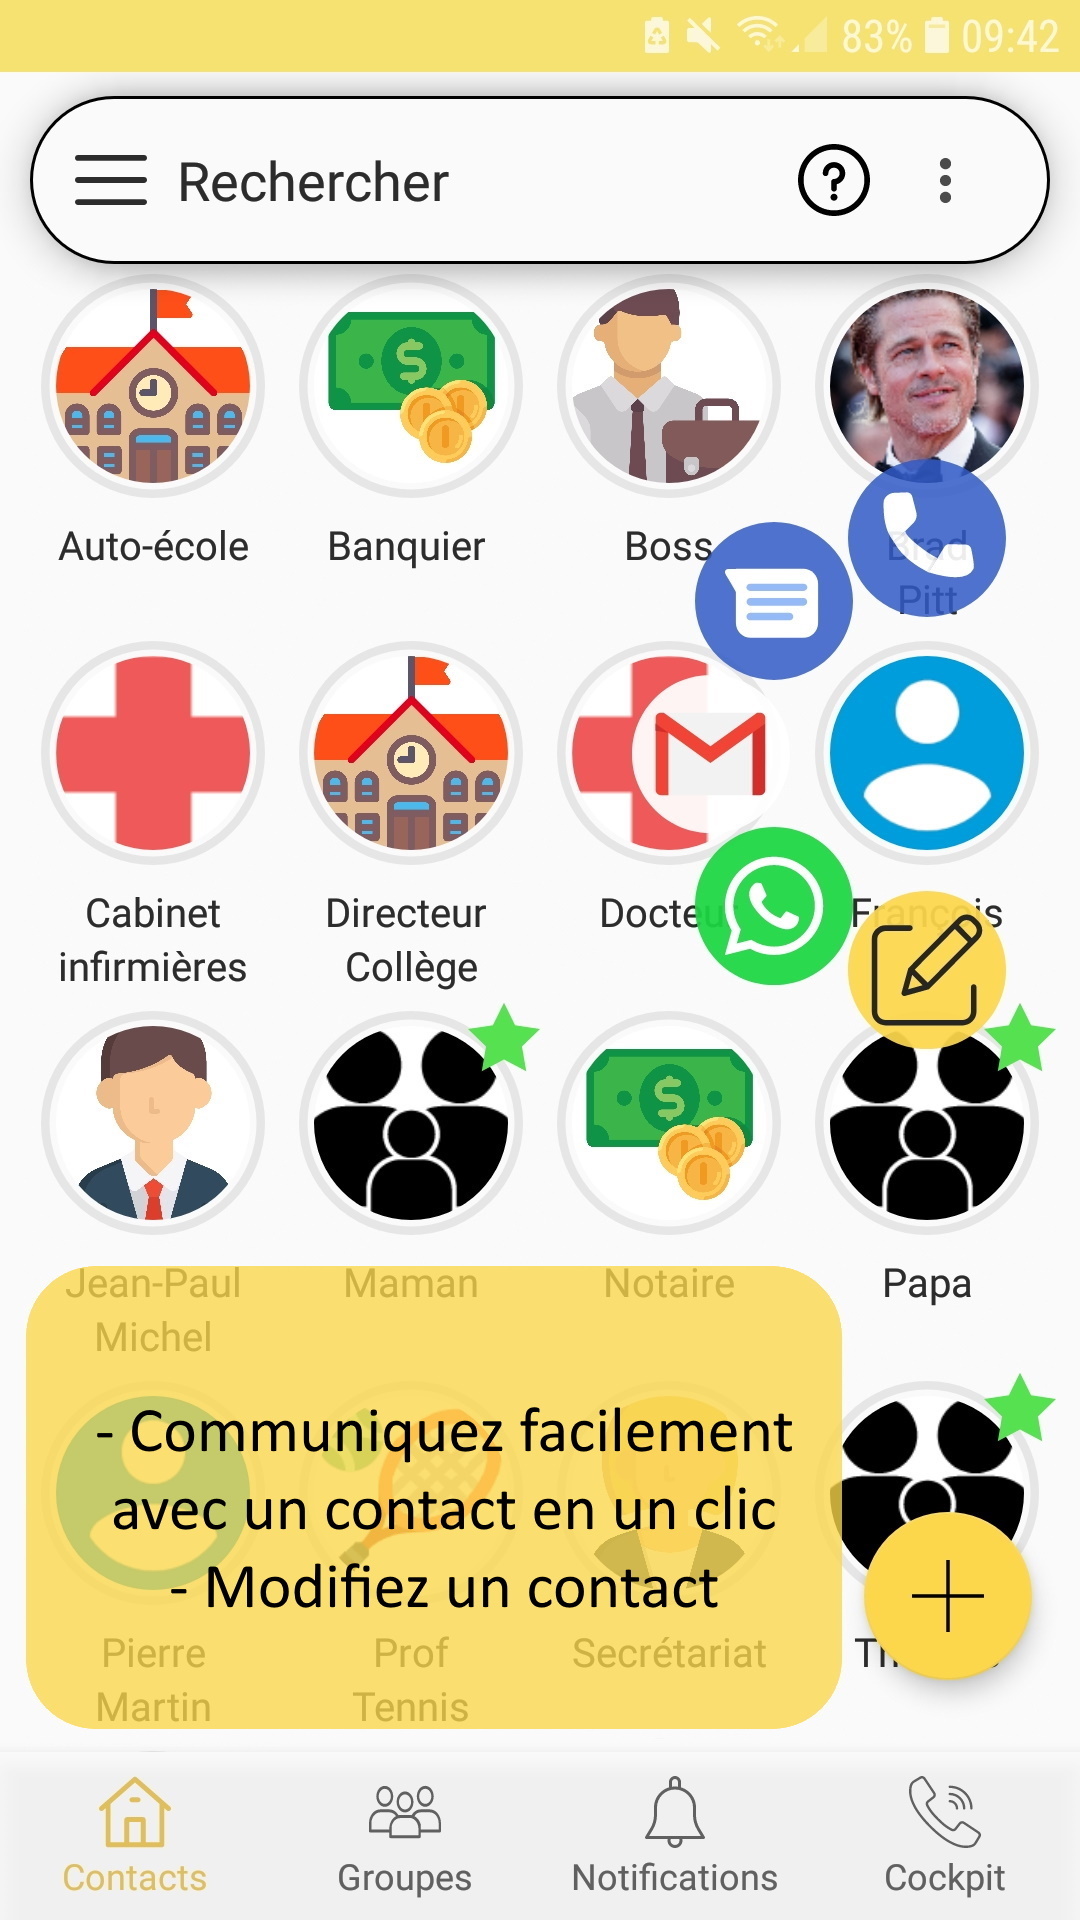 83% 09:42
Rechercher
Auto-école Banquier Boss Brad
Pitt
Cabinet Directeur Docteur François
infirmières Collège
Jean-Paul Maman Notaire Papa
Michel
- Communiquez facilement
avec un contact en un clic
- Modifiez un contact
Pierre Prof Secrétariat
Martin Tennis
Contacts Groupes Notifications Cockpit